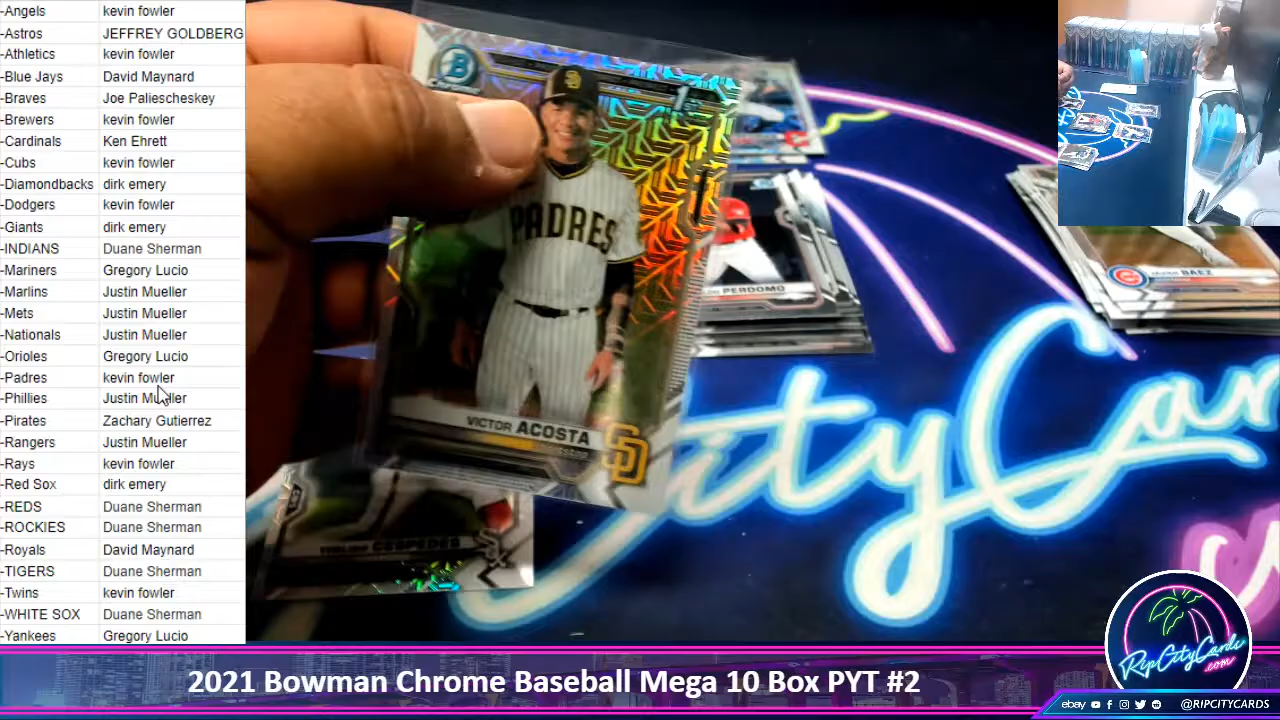 -Angels kevin fowler
-Astros JEFFREY GOLDBERG
-Athletics kevin fowler
-Blue Jays David Maynard
-Braves Joe Paliescheskey
-Brewers kevin fowler
-Cardinals Ken Ehrett
-Cubs kevin fowler
-Diamondbacks dirk emery
-Dodgers kevin fowler
-Giants dirk emery
-INDIANS Duane Sherman
-Mariners Gregory Lucio
-Marlins Justin Mueller
-Mets Justin Mueller
-Nationals Justin Mueller
-Orioles Gregory Lucio
-Padres kevin fowler
-Phillies Justin Mueller
-Pirates Zachary Gutierrez
-Rangers Justin Mueller
-Rays kevin fowler
-Red Sox dirk emery
-REDS Duane Sherman
-ROCKIES Duane Sherman
-Royals David Maynard
-TIGERS Duane Sherman
-Twins kevin fowler
-WHITE SOX Duane Sherman
-Yankees Gregory Lucio
B
1ST
SD
PADRES
VICTOR ACOSTA
SD
PERDOMO
BAEZ
CESPEDES
RipCityCards
.com
2021 Bowman Chrome Baseball Mega 10 Box PYT #2
ebay @RIPCITYCARDS